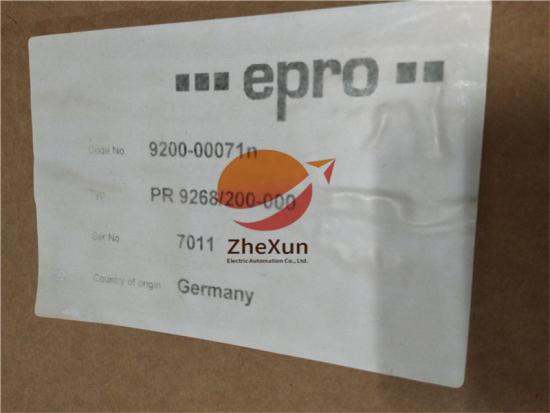 epro
Code No. 9200-00071n
Typ PR 9268/200-000
Ser No. 7011
Country of origin Germany
ZheXun
Electric Automation Co., Ltd.